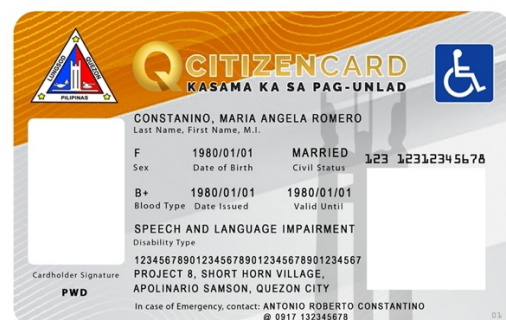 LUNGSOD QUEZON
PILIPINAS
QCITIZENCARD
KASAMA KA SA PAG-UNLAD
CONSTANINO, MARIA ANGELA ROMERO
Last Name, First Name, M.I.
F 1980/01/01 MARRIED 123 12312345678
Sex Date of Birth Civil Status
B+ 1980/01/01 1980/01/01
Blood Type Date Issued Valid Until
SPEECH AND LANGUAGE IMPAIRMENT
Disability Type
1234567890123456789012345678901234567
Cardholder Signature PROJECT 8, SHORT HORN VILLAGE,
PWD APOLINARIO SAMSON, QUEZON CITY
In case of Emergency, contact: ANTONIO ROBERTO CONSTANTINO
@ 0917 132345678
01